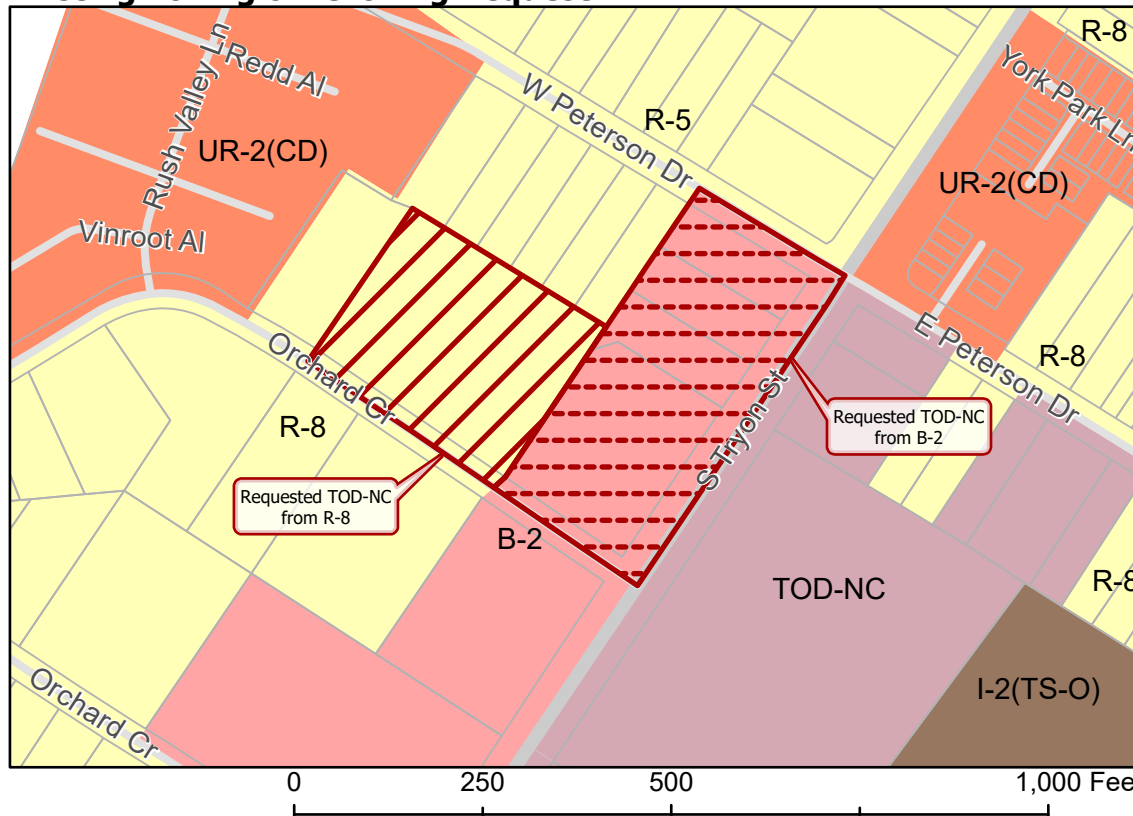 R-8
Redd Al
Rush Valley Ln
W Peterson Dr
R-5
York Park Ln
UR-2(CD)
UR-2(CD)
Vinroot Al
E Peterson Dr
R-8
Orchard Cr
R-8
S Tryon St
Requested TOD-NC
from B-2
Requested TOD-NC
from R-8
B-2
TOD-NC
R-8
I-2(TS-O)
Orchard Cr
0 250 500 1,000 Fee